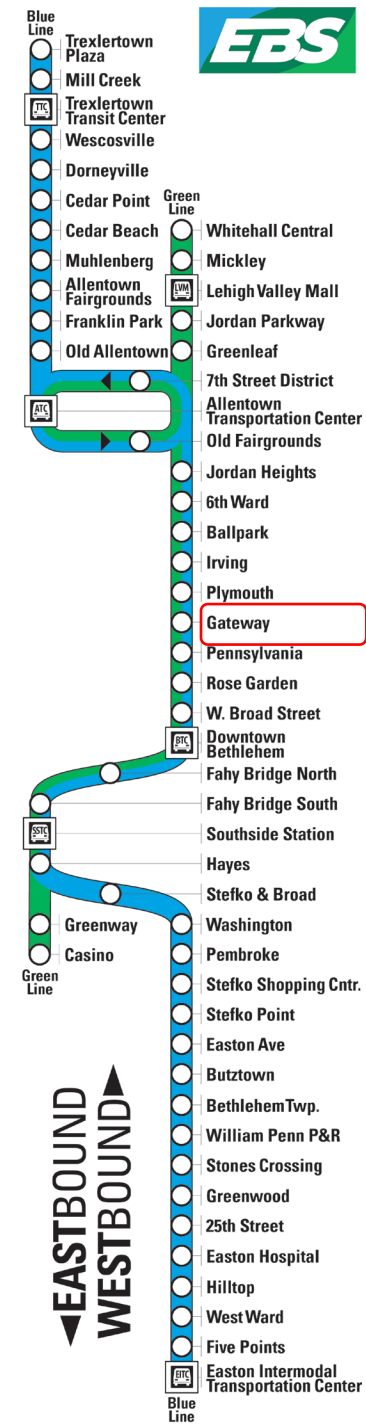 Blue
Line
EBS
Trexlertown
Plaza
Mill Creek
TTC
Trexlertown
Transit Center
Wescosville
Dorneyville
Cedar Point
Green
Line
Cedar Beach
Whitehall Central
Muhlenberg
Mickley
Allentown
Fairgrounds
LVM
Lehigh Valley Mall
Franklin Park
Jordan Parkway
Old Allentown
Greenleaf
7th Street District
ATC
Allentown
Transportation Center
Old Fairgrounds
Jordan Heights
6th Ward
Ballpark
Irving
Plymouth
Gateway
Pennsylvania
Rose Garden
W. Broad Street
BTC
Downtown
Bethlehem
Fahy Bridge North
Fahy Bridge South
SSTC
Southside Station
Hayes
Stefko & Broad
Greenway
Washington
Casino
Pembroke
Green
Line
Stefko Shopping Cntr.
Stefko Point
Easton Ave
Butztown
Bethlehem Twp.
William Penn P&R
Stones Crossing
Greenwood
25th Street
Easton Hospital
Hilltop
West Ward
Five Points
EITC
Easton Intermodal
Transportation Center
Blue
Line
EASTBOUND
WESTBOUND